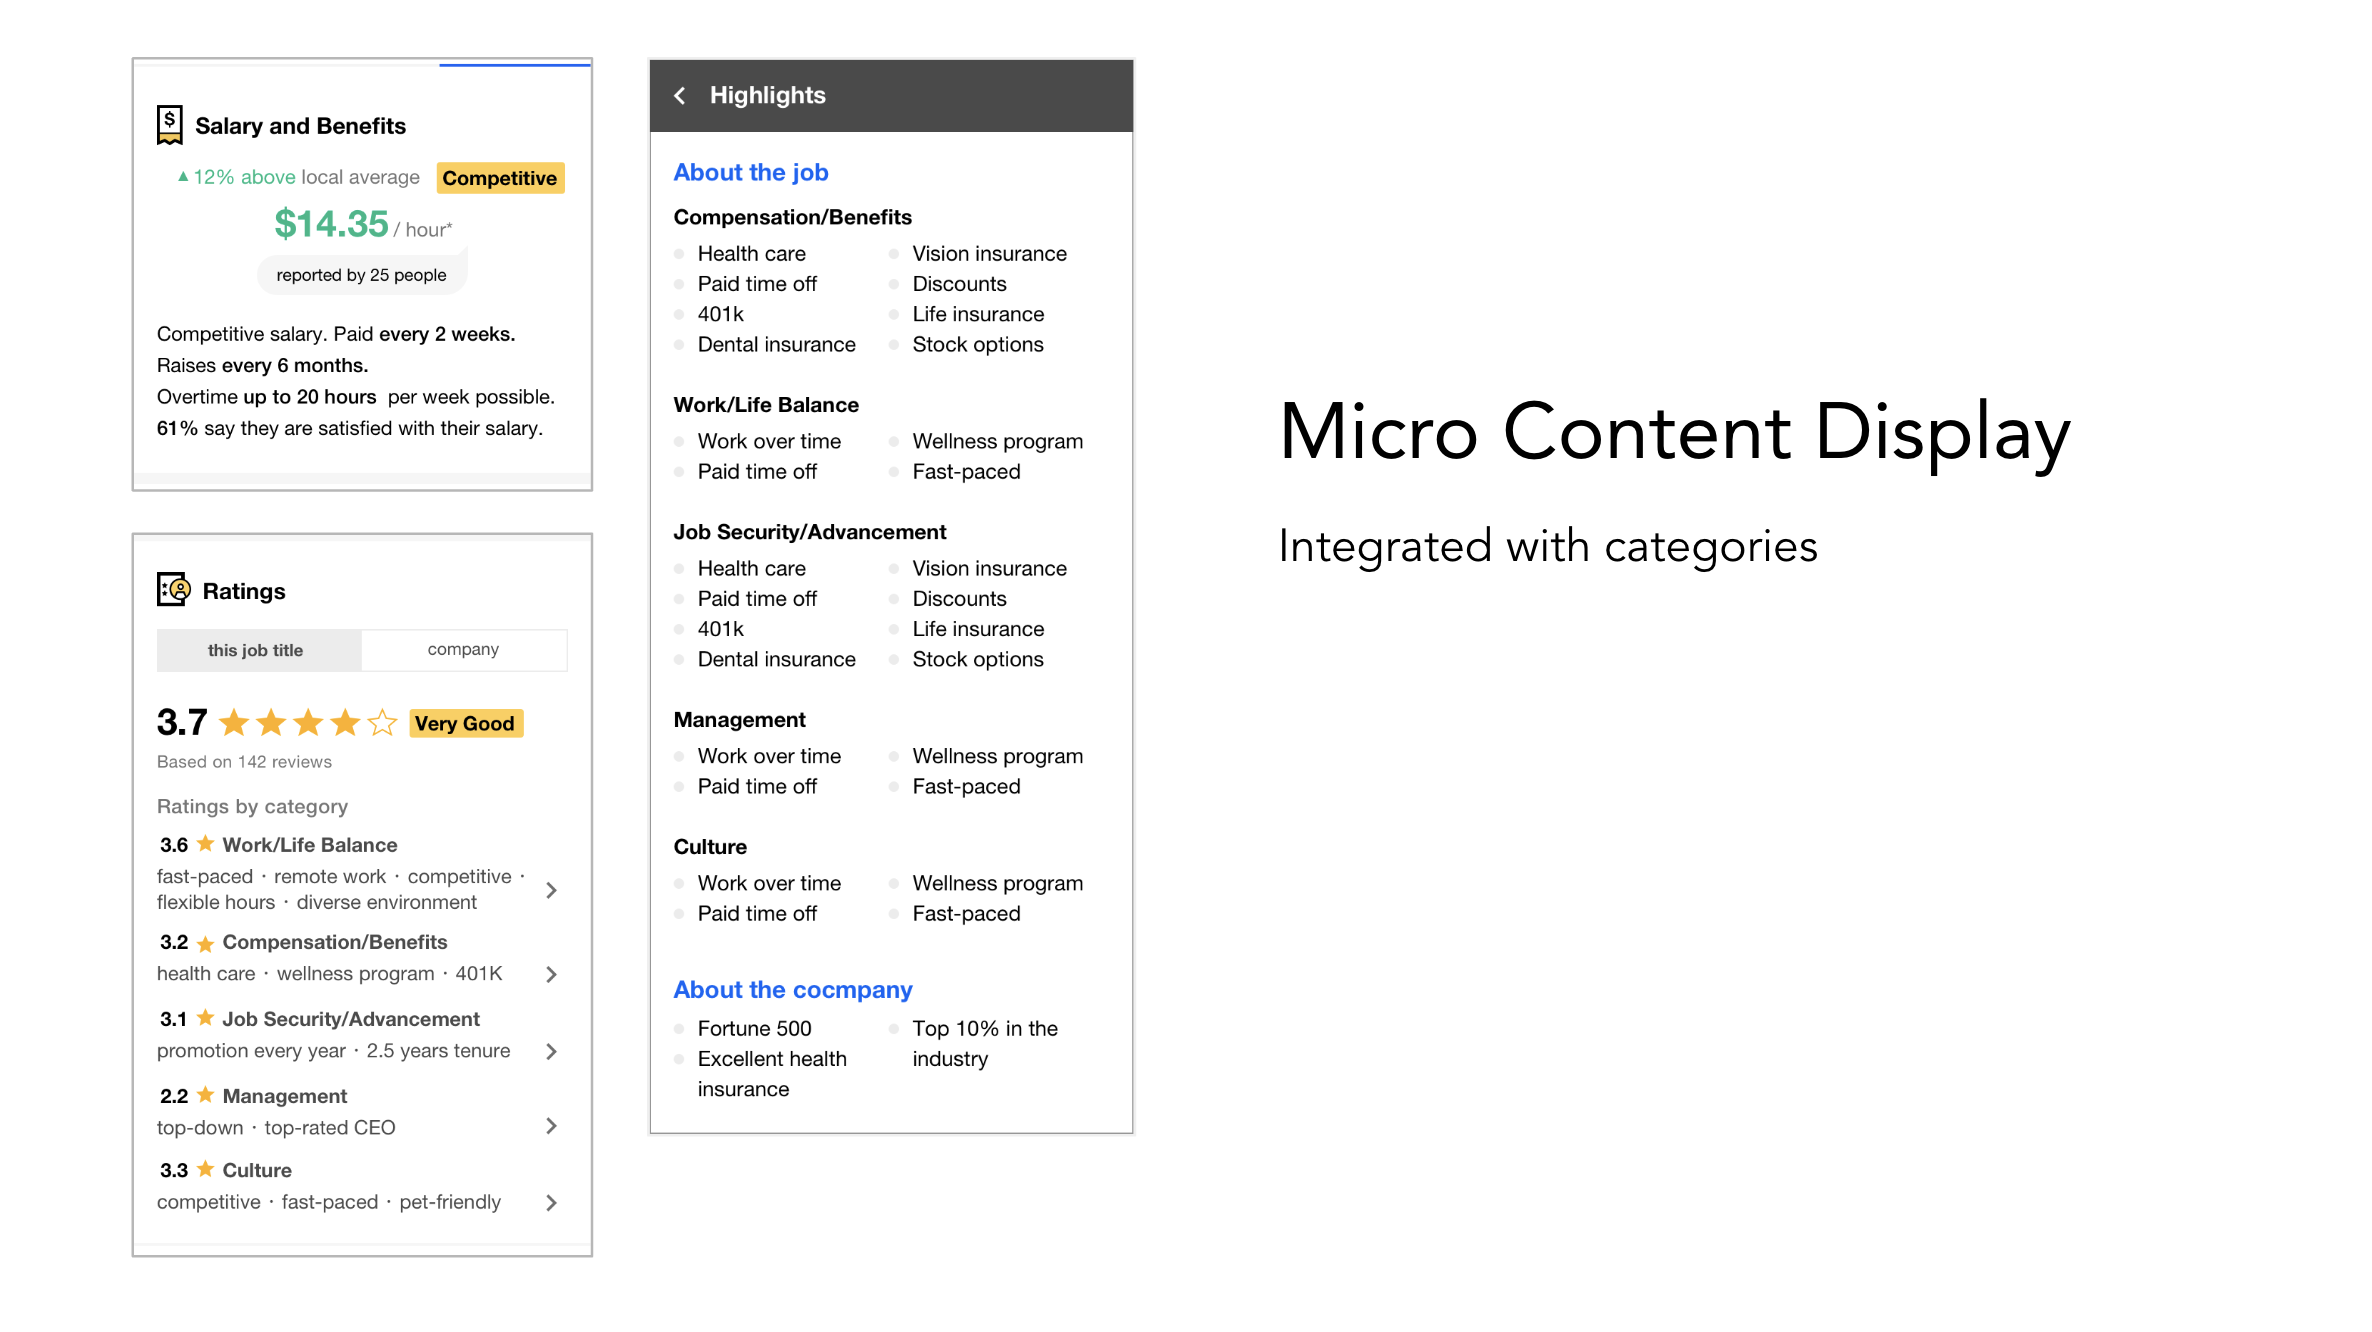 Salary and Benefits
▲12% above local average Competitive
$14.35 / hour*
reported by 25 people
Competitive salary. Paid every 2 weeks.
Raises every 6 months.
Overtime up to 20 hours per week possible.
61% say they are satisfied with their salary.
Ratings
this job title company
3.7 Very Good
Based on 142 reviews
Ratings by category
3.6 Work/Life Balance
fast-paced · remote work · competitive ·
flexible hours · diverse environment
3.2 Compensation/Benefits
health care · wellness program · 401K
3.1 Job Security/Advancement
promotion every year · 2.5 years tenure
2.2 Management
top-down · top-rated CEO
3.3 Culture
competitive · fast-paced · pet-friendly
Highlights
About the job
Compensation/Benefits
Health care Vision insurance
Paid time off Discounts
401k Life insurance
Dental insurance Stock options
Work/Life Balance
Work over time Wellness program
Paid time off Fast-paced
Job Security/Advancement
Health care Vision insurance
Paid time off Discounts
401k Life insurance
Dental insurance Stock options
Management
Work over time Wellness program
Paid time off Fast-paced
Culture
Work over time Wellness program
Paid time off Fast-paced
About the cocmpany
Fortune 500 Top 10% in the
Excellent health industry
insurance
Micro Content Display
Integrated with categories